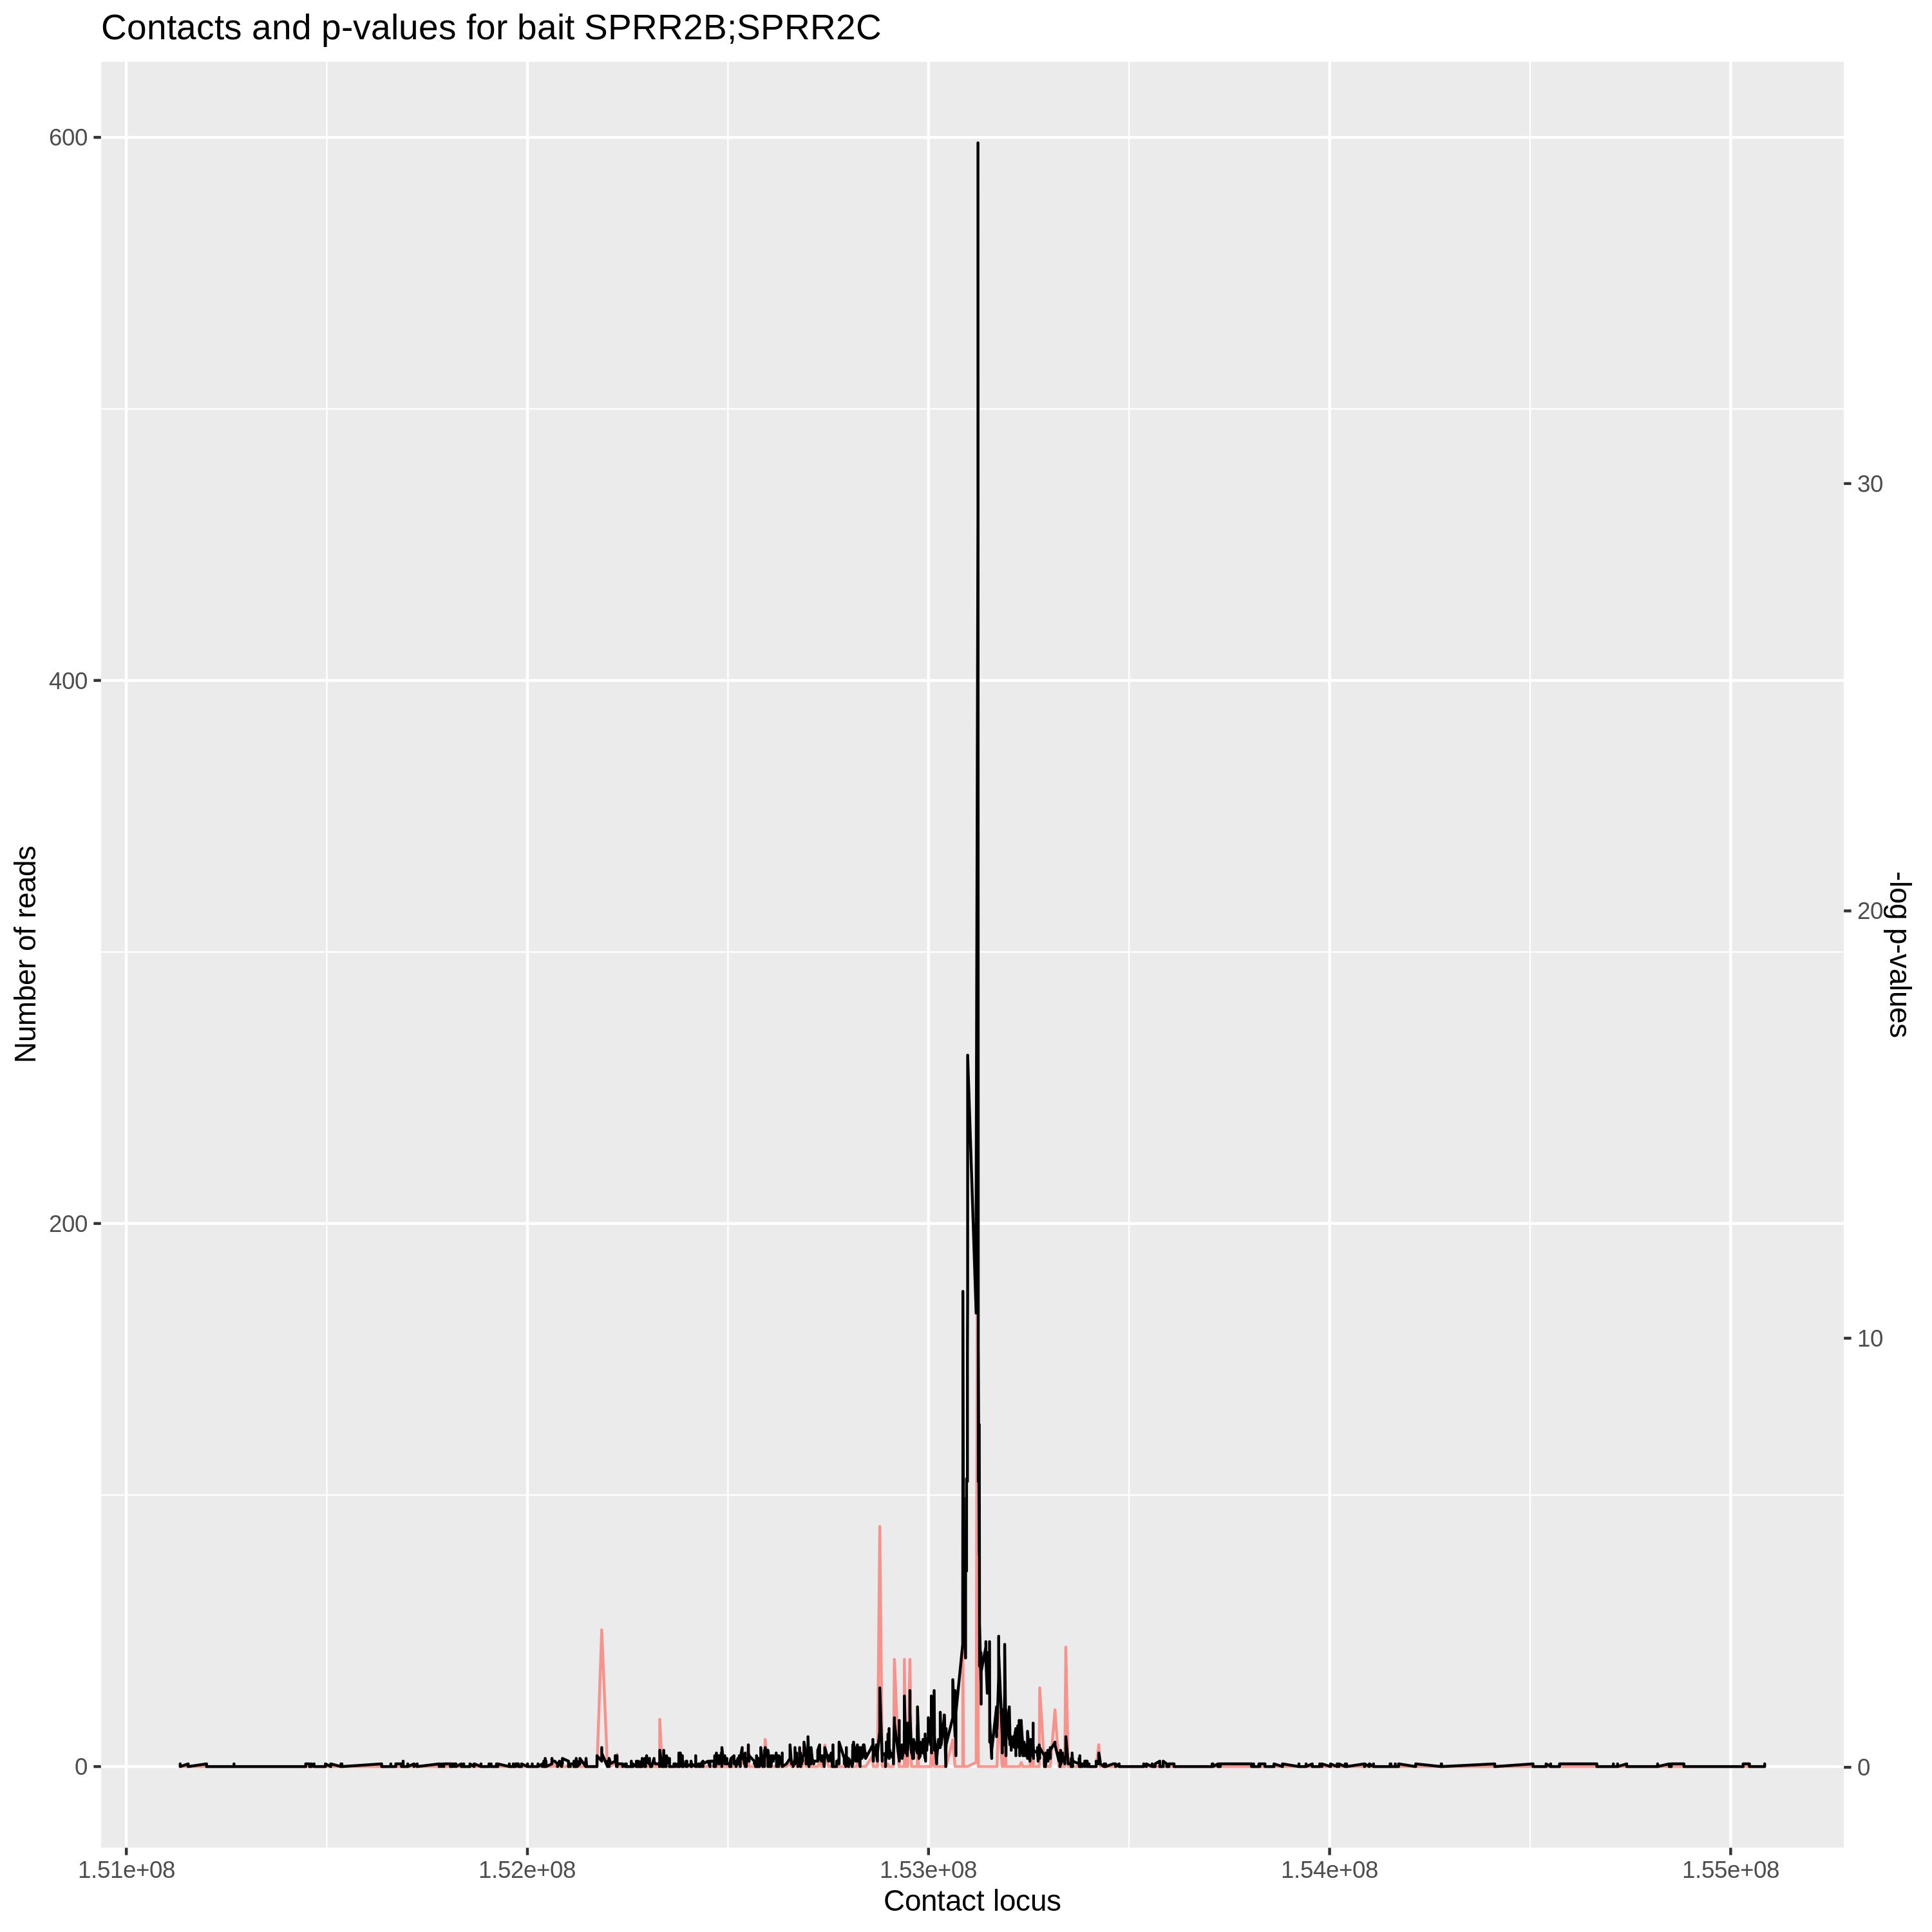 Contacts and p-values for bait SPRR2B;SPRR2C
600
400
200
0
Number of reads
30
20
10
0
-log p-values
1.51e+08 1.52e+08 1.53e+08 1.54e+08 1.55e+08
Contact locus